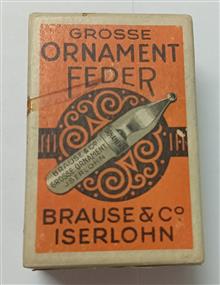 GROSSE
ORNAMENT
FEDER
BRAUSE & Cº
GROSSE ORNAMENT
ISERLOHN
BRAUSE & Cº
ISERLOHN